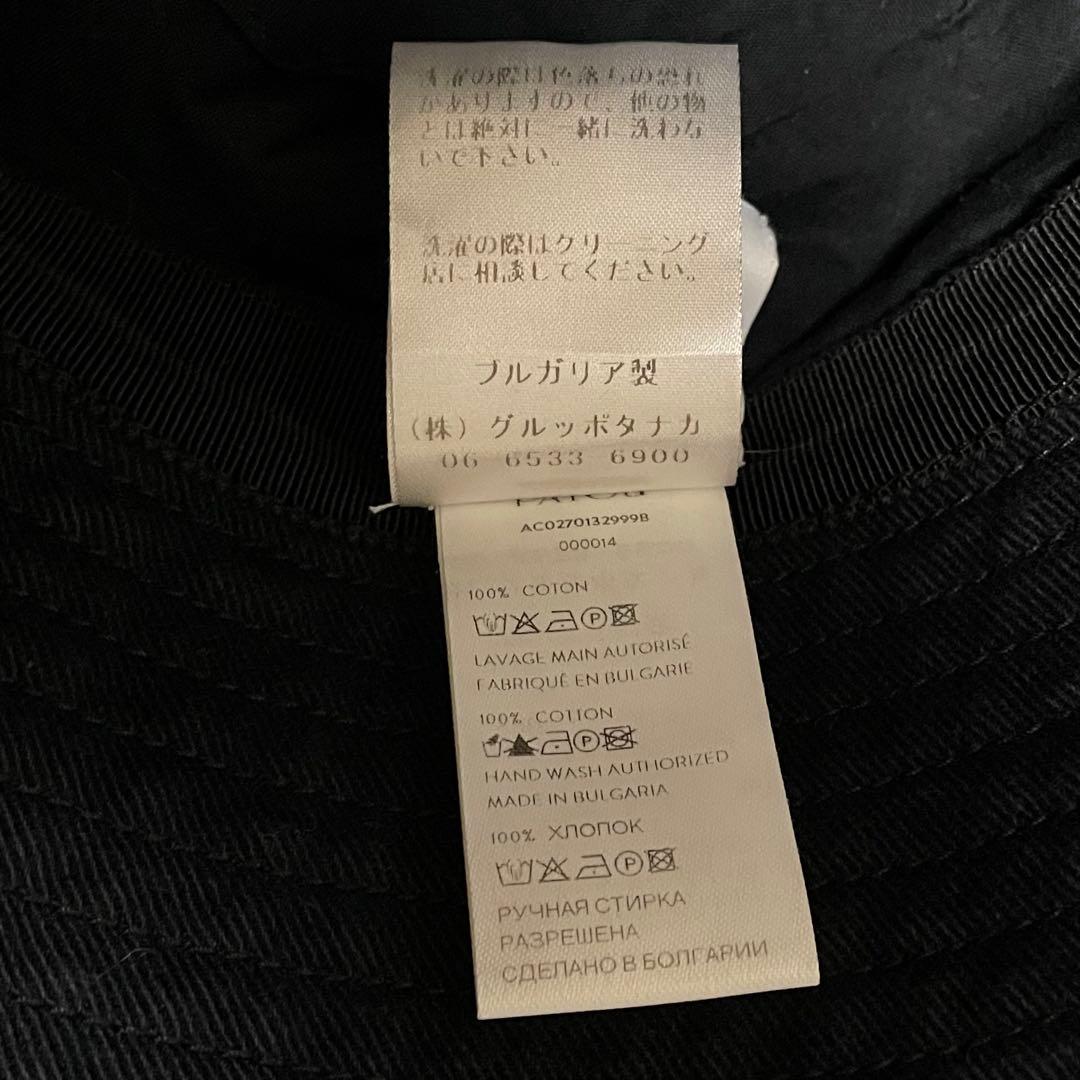 洗濯の際は色落ちの恐れ
がありますので、他の物
とは絶対に一緒に洗わな
いで下さい。
洗濯の際はクリーニング
店に相談してください。
ブルガリア製
(株)グルッポタナカ
06 6533 6900
PATOU
AC0270132999B
000014
100% COTON
P
LAVAGE MAIN AUTORISÉ
FABRIQUÉ EN BULGARIE
100% COTTON
P
HAND WASH AUTHORIZED
MADE IN BULGARIA
100% ХЛОПОК
P
РУЧНАЯ СТИРКА
РАЗРЕШЕНА
СДЕЛАНО В БОЛГАРИИ